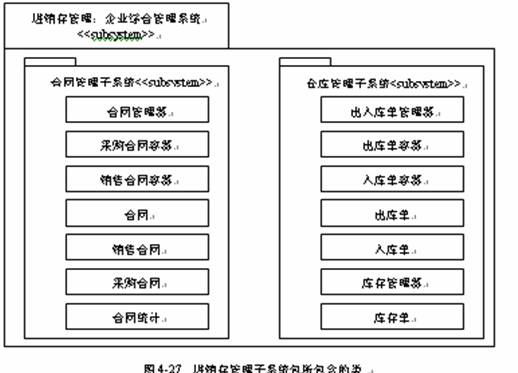 进销存管理:企业综合管理系统
<<subsystem>>
合同管理子系统<<subsystem>>
合同管理器
采购合同容器
销售合同容器
合同
销售合同
采购合同
合同统计
仓库管理子系统<subsystem>>
出入库单管理器
出库单容器
入库单容器
出库单
入库单
库存管理器
库存单
图4-27 进销存管理子系统包所包含的类